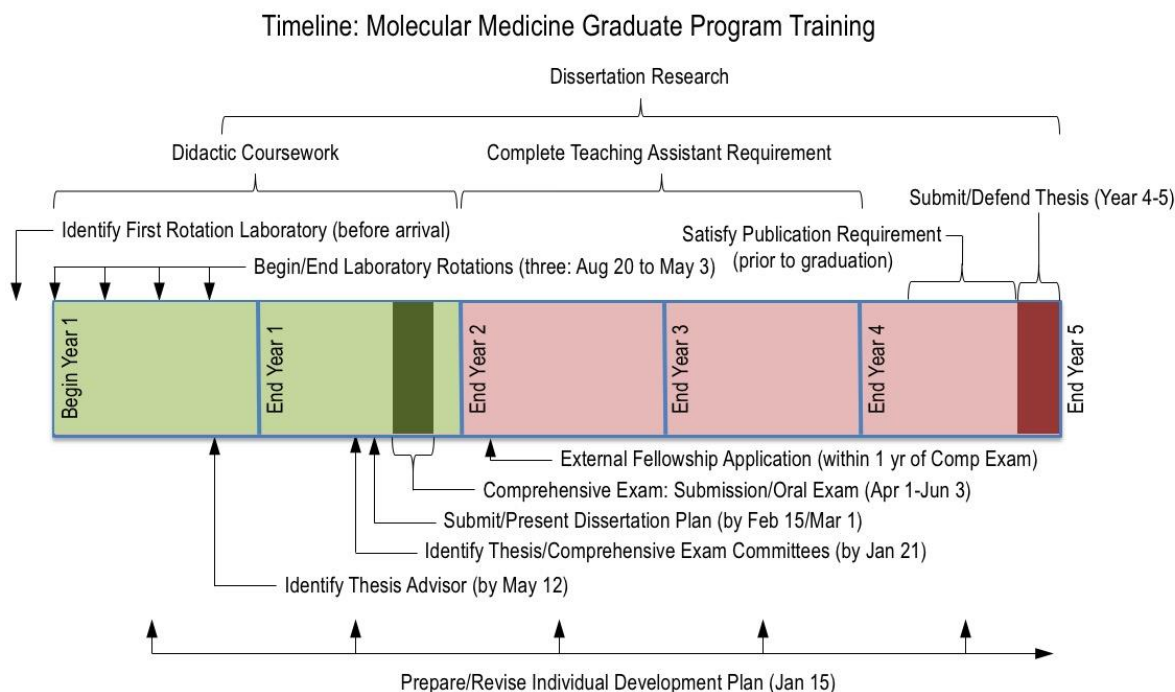 Timeline: Molecular Medicine Graduate Program Training
Dissertation Research
Didactic Coursework
Complete Teaching Assistant Requirement
Submit/Defend Thesis (Year 4-5)
Identify First Rotation Laboratory (before arrival)
Satisfy Publication Requirement
(prior to graduation)
Begin/End Laboratory Rotations (three: Aug 20 to May 3)
Begin Year 1
End Year 1
End Year 2
End Year 3
End Year 4
End Year 5
External Fellowship Application (within 1 yr of Comp Exam)
Comprehensive Exam: Submission/Oral Exam (Apr 1-Jun 3)
Submit/Present Dissertation Plan (by Feb 15/Mar 1)
Identify Thesis/Comprehensive Exam Committees (by Jan 21)
Identify Thesis Advisor (by May 12)
Prepare/Revise Individual Development Plan (Jan 15)